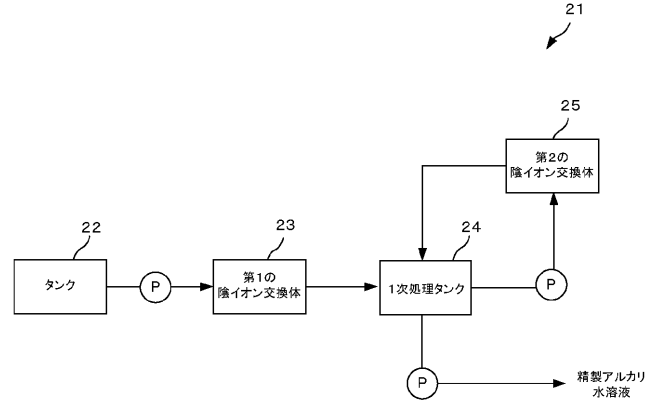 21
25
第2の
陰イオン交換体
22
23
24
タンク
P
第1の
陰イオン交換体
1次処理タンク
P
P
精製アルカリ
水溶液